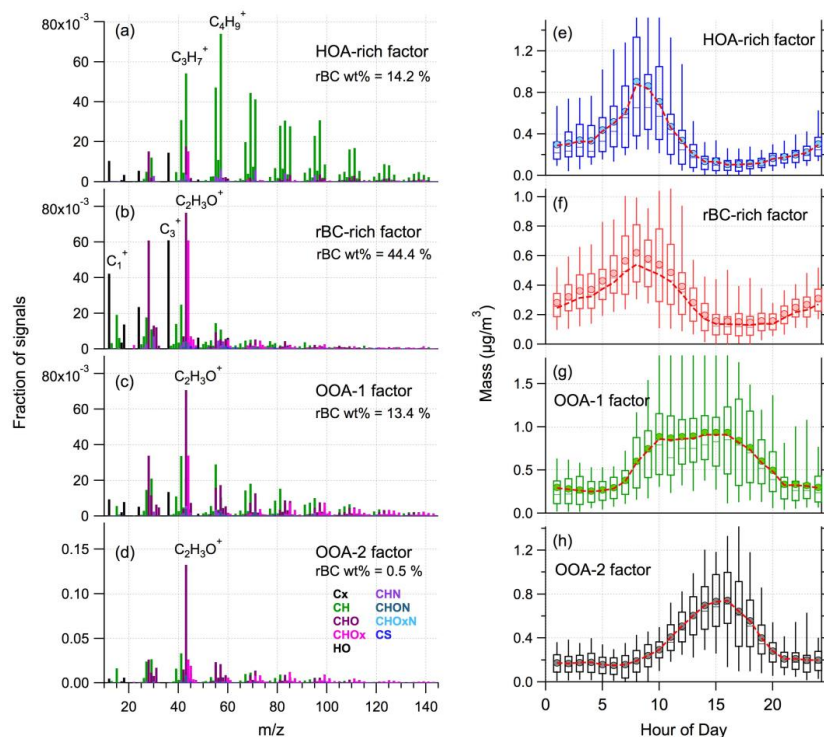 (a)
80x10-3
60
40
20
0
C4H9+
C3H7+
HOA-rich factor
rBC wt% = 14.2 %
(b)
80x10-3
60
40
20
0
C2H3O+
C3+
C1+
rBC-rich factor
rBC wt% = 44.4 %
(c)
80x10-3
60
40
20
0
C2H3O+
OOA-1 factor
rBC wt% = 13.4 %
(d)
0.15
0.10
0.05
0.00
C2H3O+
OOA-2 factor
rBC wt% = 0.5 %
Cx CHN
CH CHON
CHO CHOxN
CHOx CS
HO
20 40 60 80 100 120 140
m/z
Fraction of signals
(e)
HOA-rich factor
1.2
0.8
0.4
0.0
(f)
rBC-rich factor
1.0
0.8
0.6
0.4
0.2
0.0
(g)
OOA-1 factor
1.5
1.0
0.5
0.0
(h)
OOA-2 factor
1.2
0.8
0.4
0.0
0 5 10 15 20
Hour of Day
Mass (µg/m3)